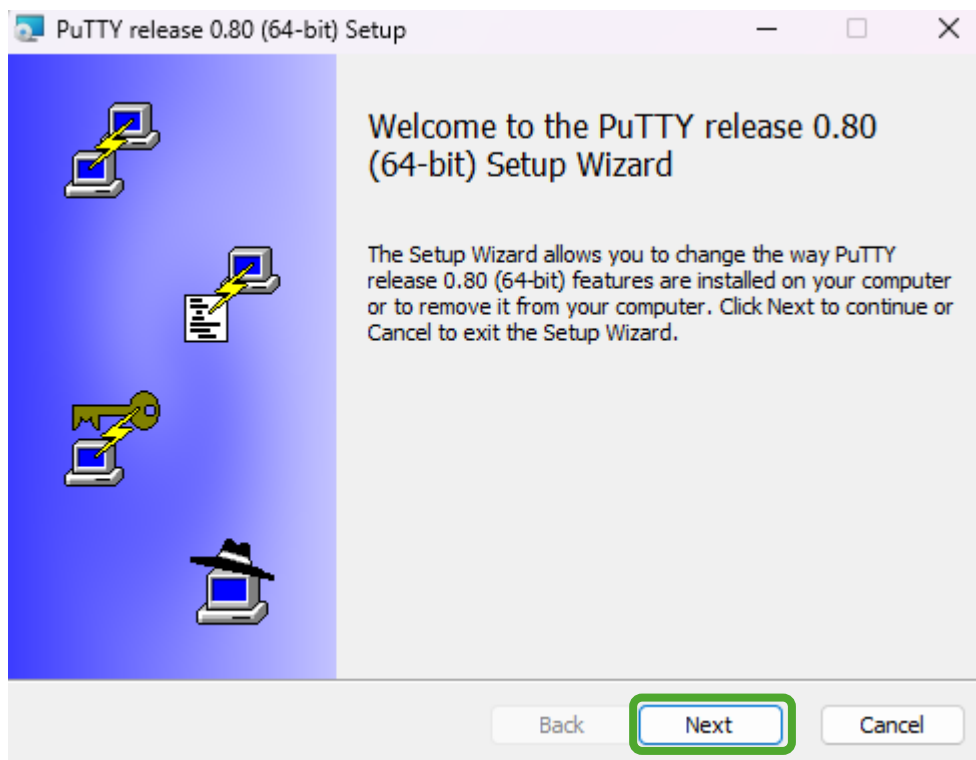 PuTTY release 0.80 (64-bit) Setup
Welcome to the PuTTY release 0.80
(64-bit) Setup Wizard
The Setup Wizard allows you to change the way PuTTY
release 0.80 (64-bit) features are installed on your computer
or to remove it from your computer. Click Next to continue or
Cancel to exit the Setup Wizard.
Back
Next
Cancel